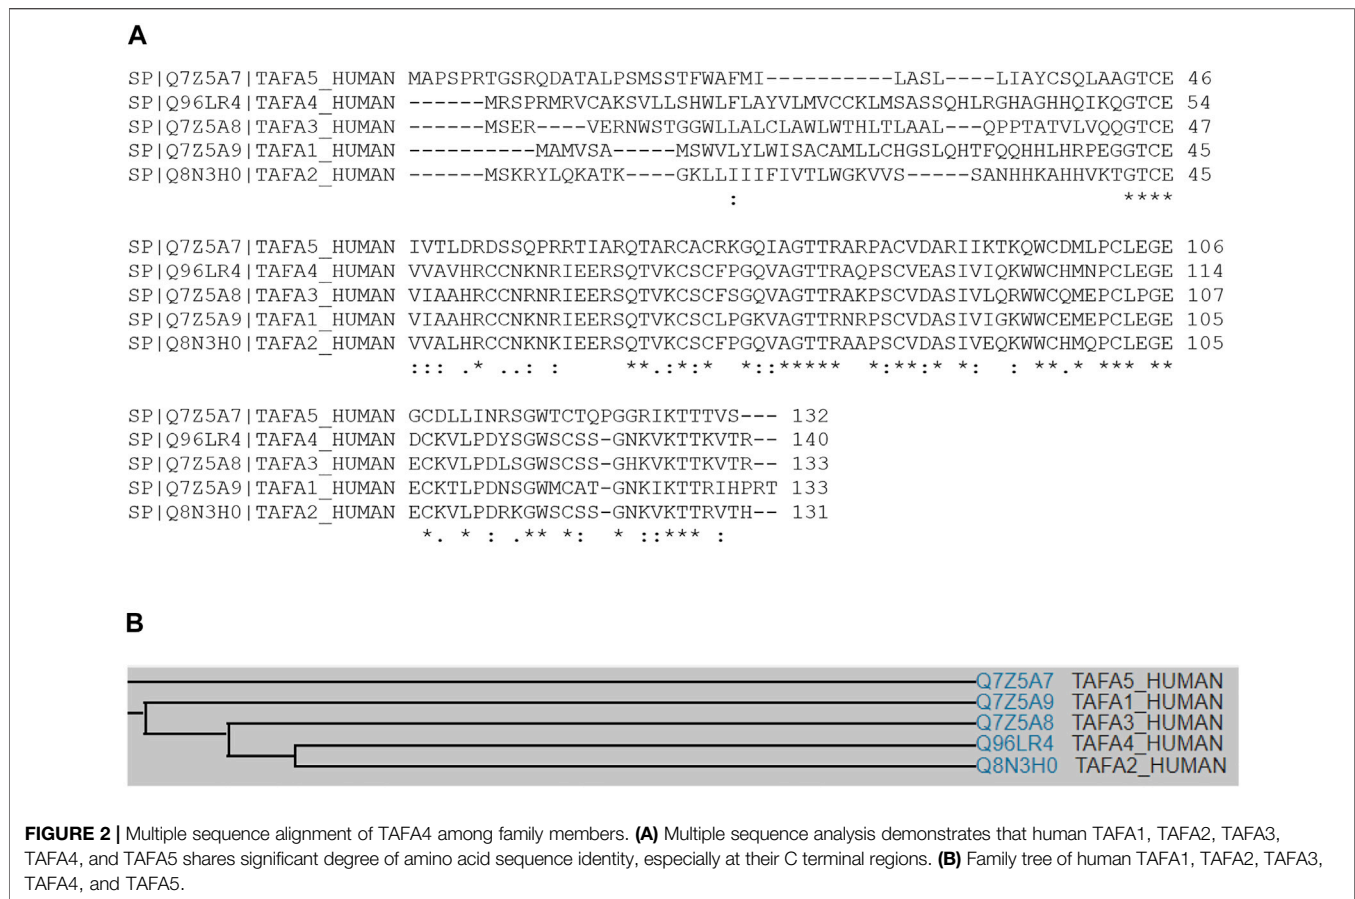 A
SP|Q7Z5A7|TAFA5_HUMAN MAPSPRTGSRQDATALPSMSSTFWAFMI----------LASL----LIAYCSQLAAGTCE 46
SP|Q96LR4|TAFA4_HUMAN ------MRSPRMRVCAKSVLLSHWLFLAYVLMVCCKLMSASSQHLRGHAGHHQIKQGTCE 54
SP|Q7Z5A8|TAFA3_HUMAN ------MSER----VERNWSTGGWLLALCLAWLWTHLTLAAL---QPPTATVLVQQGTCE 47
SP|Q7Z5A9|TAFA1_HUMAN ----------MAMVSA-----MSWVLYLWISACAMLLCHGSLQHTFQQHHLHRPEGGTCE 45
SP|Q8N3H0|TAFA2_HUMAN ------MSKRYLQKATK----GKLLIIIFIVTLWGKVVS-----SANHHKAHHVKTGTCE 45
: ****
SP|Q7Z5A7|TAFA5_HUMAN IVTLDRDSSQPRRTIARQTARCACRKGQIAGTTRARPACVDARIIKTKQWCDMLPCLEGE 106
SP|Q96LR4|TAFA4_HUMAN VVAVHRCCNKNRIEERSQTVKCSCFPGQVAGTTRAQPSCVEASIVIQKWWCHMNPCLEGE 114
SP|Q7Z5A8|TAFA3_HUMAN VIAAHRCCNRNRIEERSQTVKCSCFSGQVAGTTRAKPSCVDASIVLQRWWCQMEPCLPGE 107
SP|Q7Z5A9|TAFA1_HUMAN VIAAHRCCNKNRIEERSQTVKCSCLPGKVAGTTRNRPSCVDASIVIGKWWCEMEPCLEGE 105
SP|Q8N3H0|TAFA2_HUMAN VVALHRCCNKNKIEERSQTVKCSCFPGQVAGTTRAAPSCVDASIVEQKWWCHMQPCLEGE 105
::: .* ..: : **.:*:* *::***** *:**:* *: : **.* *** **
SP|Q7Z5A7|TAFA5_HUMAN GCDLLINRSGWTCTQPGGRIKTTTVS--- 132
SP|Q96LR4|TAFA4_HUMAN DCKVLPDYSGWSCSS-GNKVKTTKVTR-- 140
SP|Q7Z5A8|TAFA3_HUMAN ECKVLPDLSGWSCSS-GHKVKTTKVTR-- 133
SP|Q7Z5A9|TAFA1_HUMAN ECKTLPDNSGWMCAT-GNKIKTTRIHPRT 133
SP|Q8N3H0|TAFA2_HUMAN ECKVLPDRKGWSCSS-GNKVKTTRVTH-- 131
*. * : .** *: * ::*** :
B
Q7Z5A7 TAFA5_HUMAN
Q7Z5A9 TAFA1_HUMAN
Q7Z5A8 TAFA3_HUMAN
Q96LR4 TAFA4_HUMAN
Q8N3H0 TAFA2_HUMAN
FIGURE 2 | Multiple sequence alignment of TAFA4 among family members. (A) Multiple sequence analysis demonstrates that human TAFA1, TAFA2, TAFA3,
TAFA4, and TAFA5 shares significant degree of amino acid sequence identity, especially at their C terminal regions. (B) Family tree of human TAFA1, TAFA2, TAFA3,
TAFA4, and TAFA5.